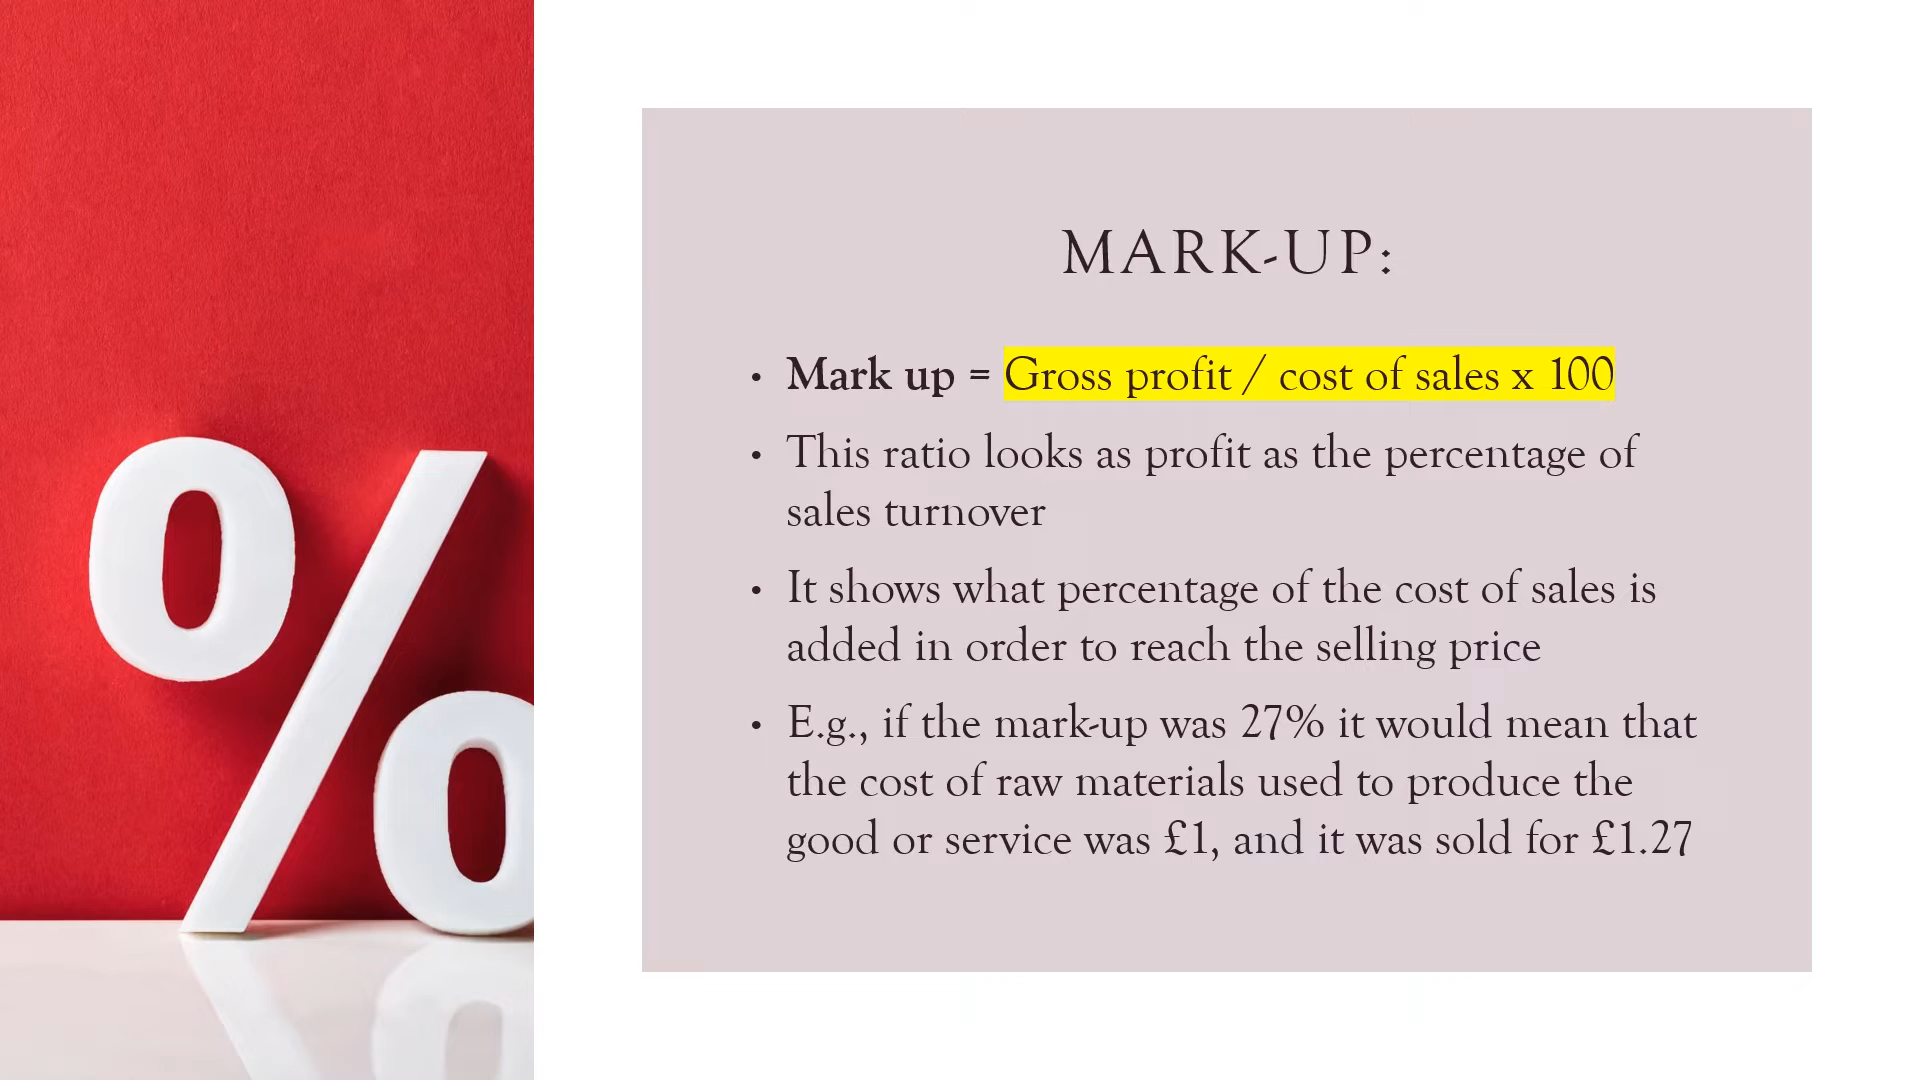 MARK-UP:
• Mark up = Gross profit / cost of sales x 100
• This ratio looks as profit as the percentage of
sales turnover
• It shows what percentage of the cost of sales is
added in order to reach the selling price
• E.g., if the mark-up was 27% it would mean that
the cost of raw materials used to produce the
good or service was £1, and it was sold for £1.27
%